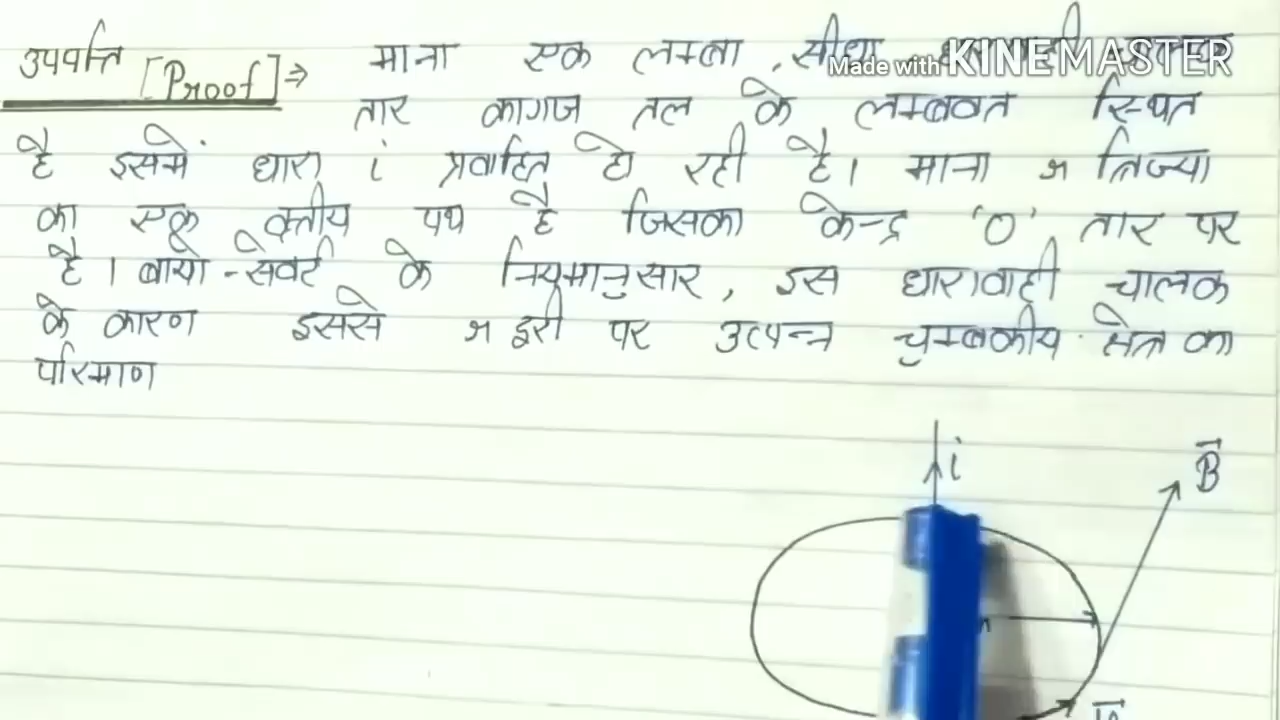 उपपत्ति [Proof] ⇒ माना एक लम्बा, सीधा
Made with KINEMASTER
तार कागज तल के लम्बवत स्थित
है इसमें धारा i प्रवाहित हो रही है। माना r त्रिज्या
का एक वृत्तीय पथ है जिसका केन्द्र 'O' तार पर
है। बायो-सेवर्ट के नियमानुसार, इस धारावाही चालक
के कारण इससे r दूरी पर उत्पन्न चुम्बकीय क्षेत्र का
परिमाण
i
B